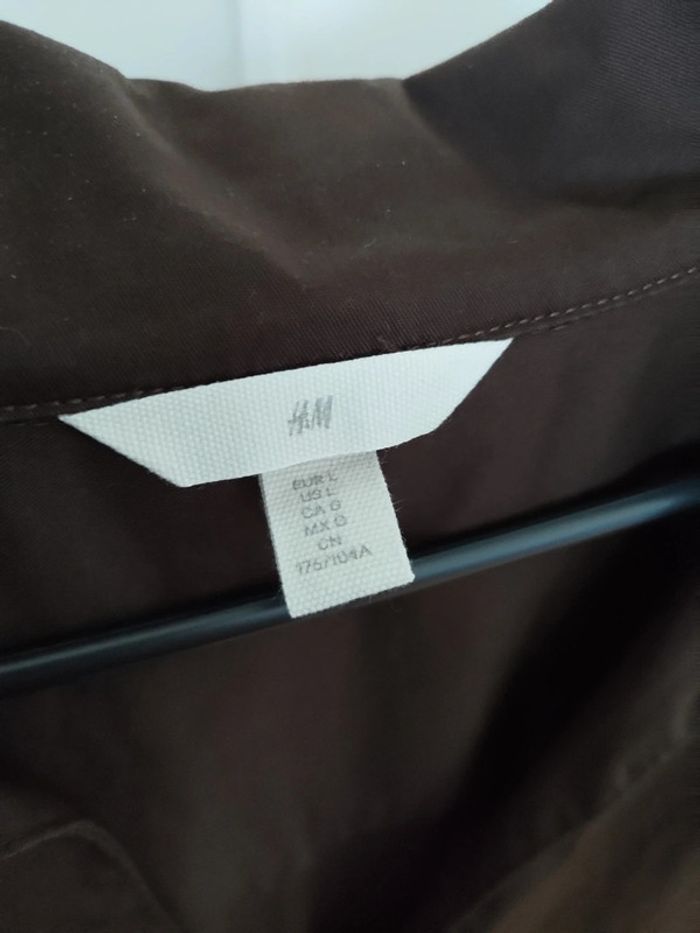 H&M
EUR L
US L
CA G
MX G
CN
175/104A